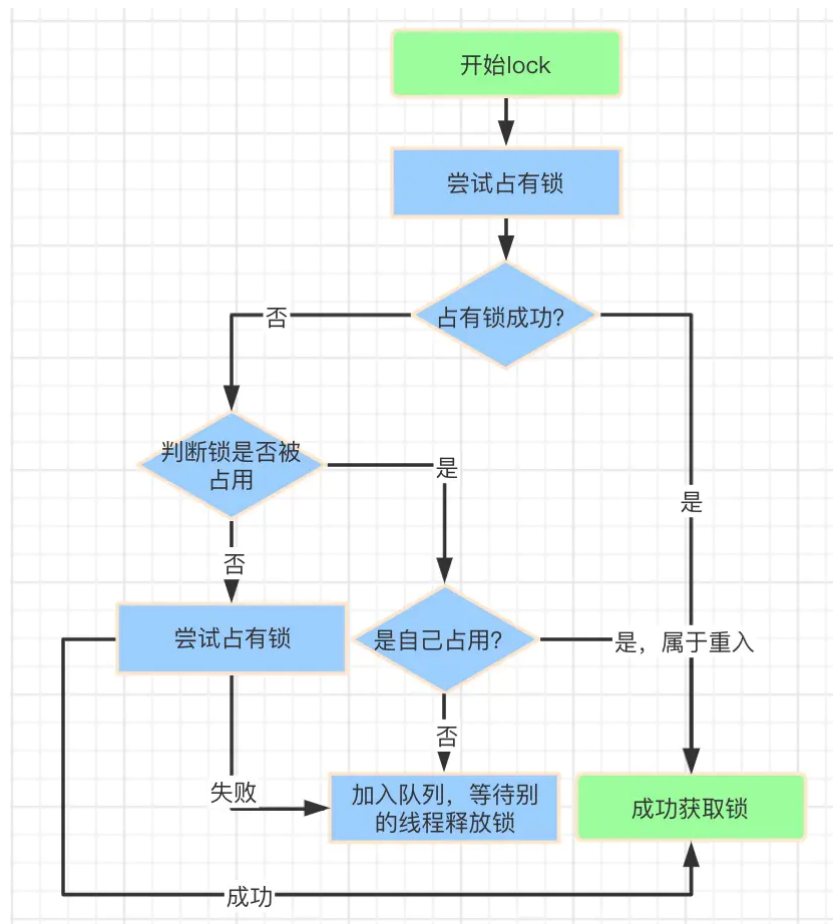 开始lock
尝试占有锁
占有锁成功?
否
判断锁是否被
占用
是
是
否
尝试占有锁
是自己占用?
是，属于重入
否
失败
加入队列，等待别
的线程释放锁
成功获取锁
成功